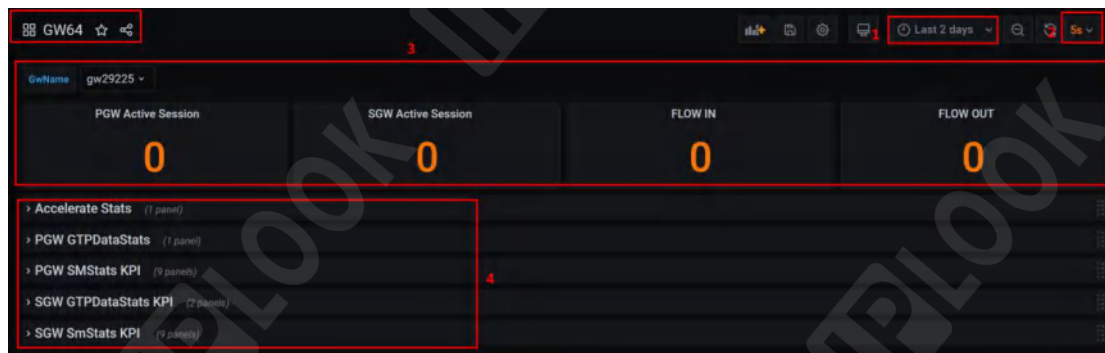 GW64
1
Last 2 days
5s
3
GwName gw29225
PGW Active Session SGW Active Session FLOW IN FLOW OUT
0 0 0 0
Accelerate Stats (1 panel)
PGW GTPDataStats (1 panel)
PGW SMStats KPI (9 panels)
4
SGW GTPDataStats KPI (2 panels)
SGW SmStats KPI (9 panels)
LOOK
IPLOOK